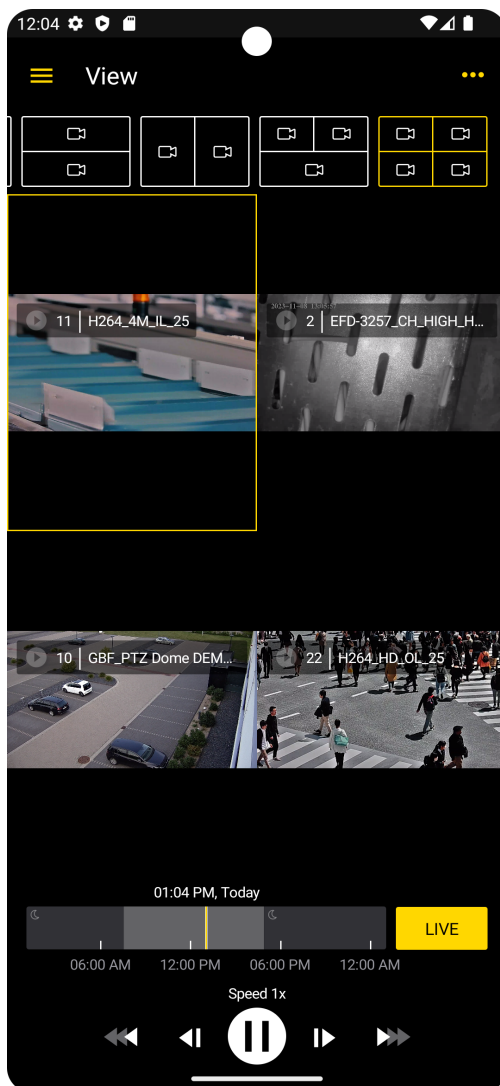 12:04
View
11 | H264_4M_IL_25
2 | EFD-3257_CH_HIGH_H...
10 | GBF_PTZ Dome DEM...
22 | H264_HD_OL_25
01:04 PM, Today
LIVE
06:00 AM 12:00 PM 06:00 PM 12:00 AM
Speed 1x